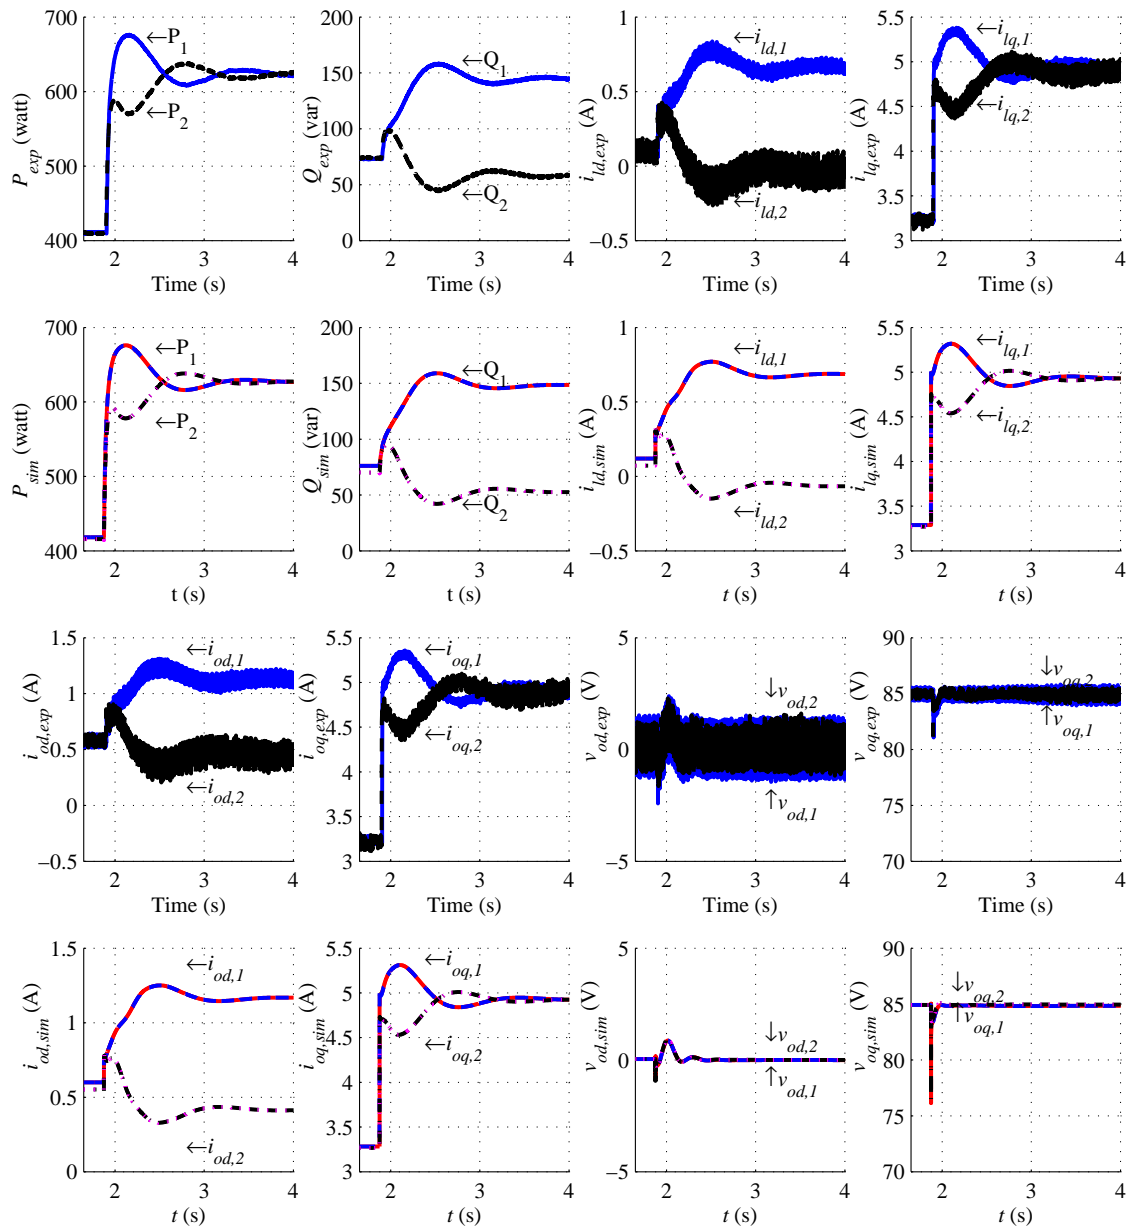 P_exp (watt)
700
600
500
400
←P_1
←P_2
2 3 4
Time (s)
Q_exp (var)
200
150
100
50
0
←Q_1
←Q_2
2 3 4
Time (s)
i_ld,exp (A)
1
0.5
0
−0.5
←i_ld,1
←i_ld,2
2 3 4
Time (s)
i_lq,exp (A)
5.5
5
4.5
4
3.5
3
←i_lq,1
←i_lq,2
2 3 4
Time (s)
P_sim (watt)
700
600
500
400
←P_1
←P_2
2 3 4
t (s)
Q_sim (var)
200
150
100
50
0
←Q_1
←Q_2
2 3 4
t (s)
i_ld,sim (A)
1
0.5
0
−0.5
←i_ld,1
←i_ld,2
2 3 4
t (s)
i_lq,sim (A)
5.5
5
4.5
4
3.5
3
←i_lq,1
←i_lq,2
2 3 4
t (s)
i_od,exp (A)
1.5
1
0.5
0
−0.5
←i_od,1
←i_od,2
2 3 4
Time (s)
i_oq,exp (A)
5.5
5
4.5
4
3.5
3
←i_oq,1
←i_oq,2
2 3 4
Time (s)
v_od,exp (V)
5
0
−5
↓v_od,2
↑v_od,1
2 3 4
Time (s)
v_oq,exp (V)
90
85
80
75
70
↓v_oq,2
↑v_oq,1
2 3 4
Time (s)
i_od,sim (A)
1.5
1
0.5
0
←i_od,1
←i_od,2
2 3 4
t (s)
i_oq,sim (A)
5.5
5
4.5
4
3.5
3
←i_oq,1
←i_oq,2
2 3 4
t (s)
v_od,sim (V)
5
0
−5
↓v_od,2
↑v_od,1
2 3 4
t (s)
v_oq,sim (V)
90
85
80
75
70
↓v_oq,2
↑v_oq,1
2 3 4
t (s)